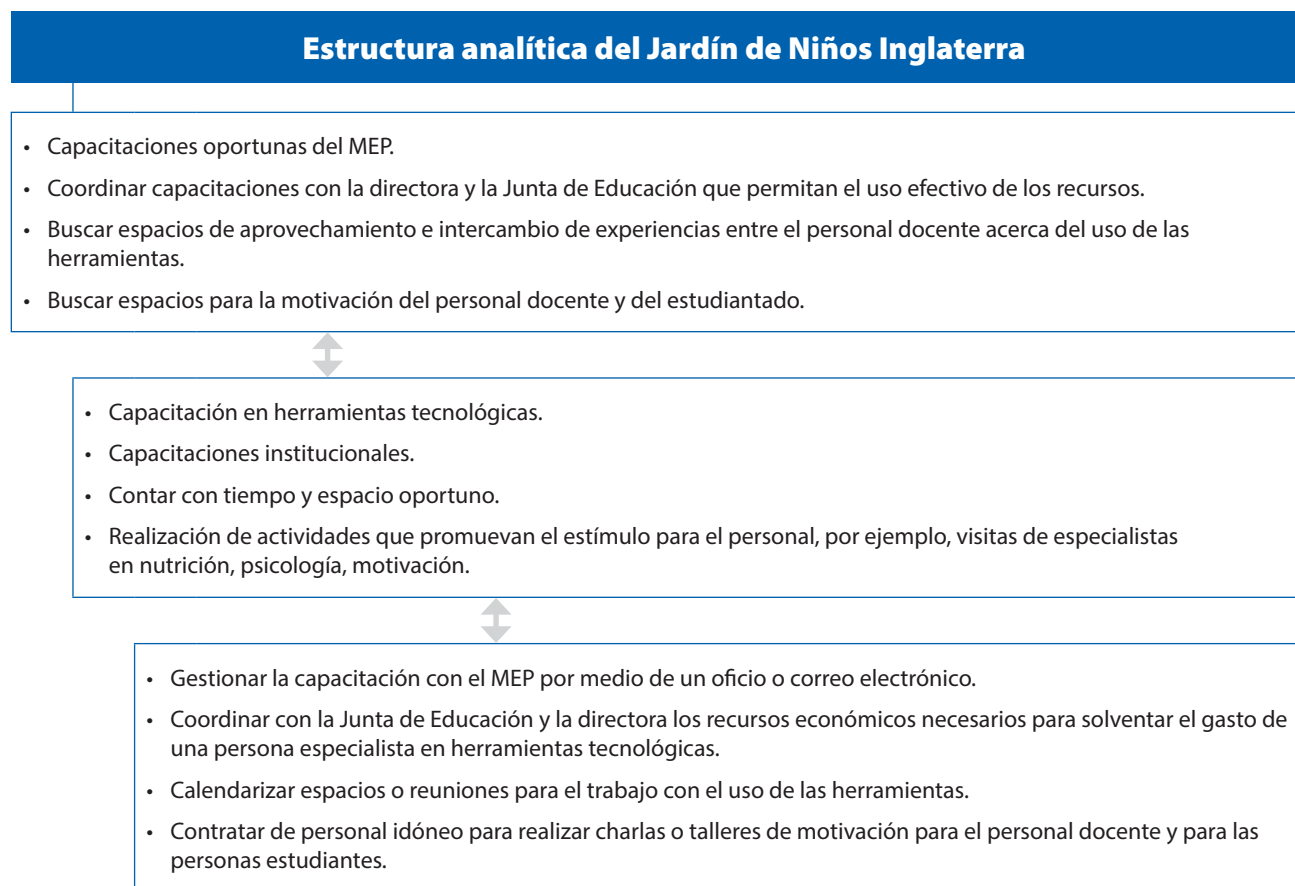 Estructura analítica del Jardín de Niños Inglaterra
• Capacitaciones oportunas del MEP.
• Coordinar capacitaciones con la directora y la Junta de Educación que permitan el uso efectivo de los recursos.
• Buscar espacios de aprovechamiento e intercambio de experiencias entre el personal docente acerca del uso de las
herramientas.
• Buscar espacios para la motivación del personal docente y del estudiantado.
• Capacitación en herramientas tecnológicas.
• Capacitaciones institucionales.
• Contar con tiempo y espacio oportuno.
• Realización de actividades que promuevan el estímulo para el personal, por ejemplo, visitas de especialistas
en nutrición, psicología, motivación.
• Gestionar la capacitación con el MEP por medio de un oficio o correo electrónico.
• Coordinar con la Junta de Educación y la directora los recursos económicos necesarios para solventar el gasto de
una persona especialista en herramientas tecnológicas.
• Calendarizar espacios o reuniones para el trabajo con el uso de las herramientas.
• Contratar de personal idóneo para realizar charlas o talleres de motivación para el personal docente y para las
personas estudiantes.